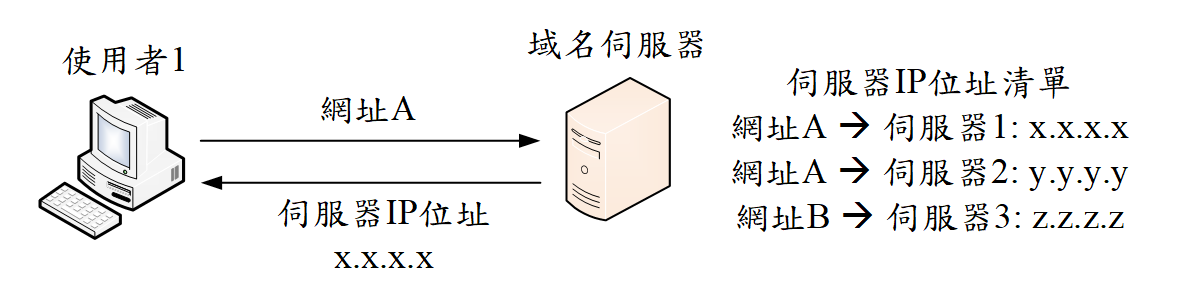 使用者1
網址A
伺服器IP位址
x.x.x.x
域名伺服器
伺服器IP位址清單
網址A → 伺服器1: x.x.x.x
網址A → 伺服器2: y.y.y.y
網址B → 伺服器3: z.z.z.z